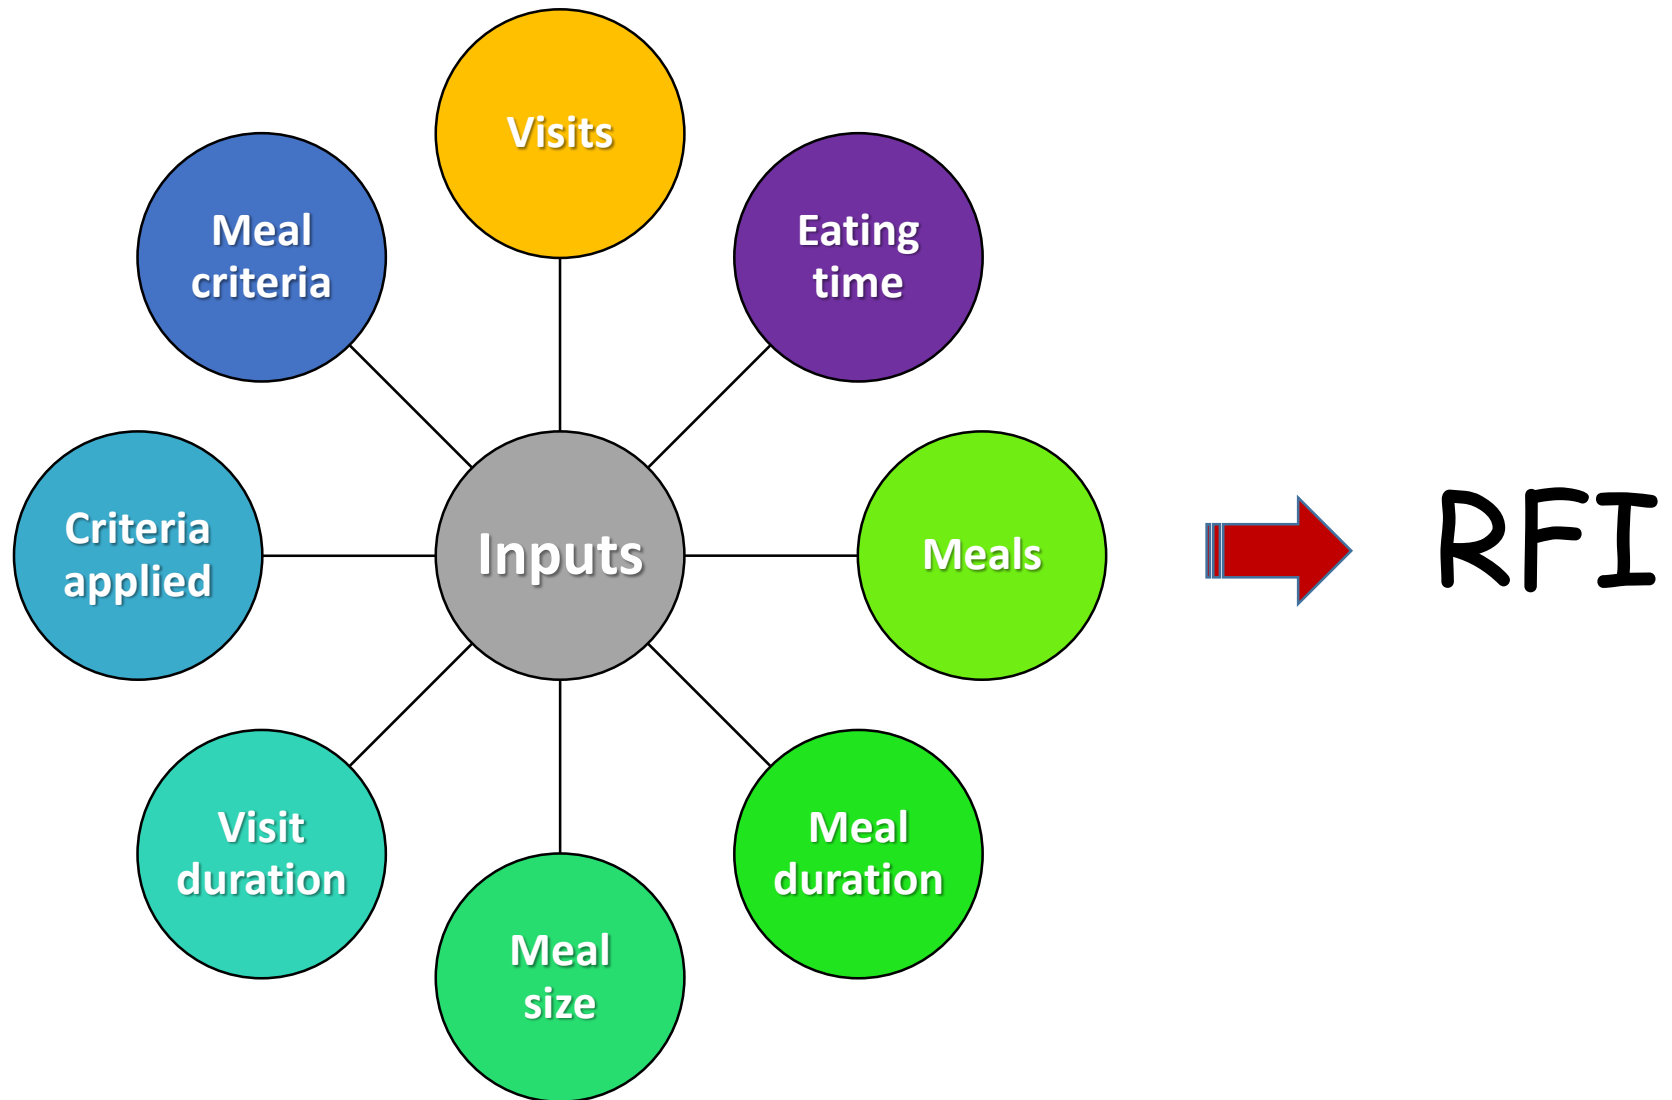 Visits
Eating
time
Meals
Meal
duration
Meal
size
Visit
duration
Criteria
applied
Meal
criteria
Inputs
RFI